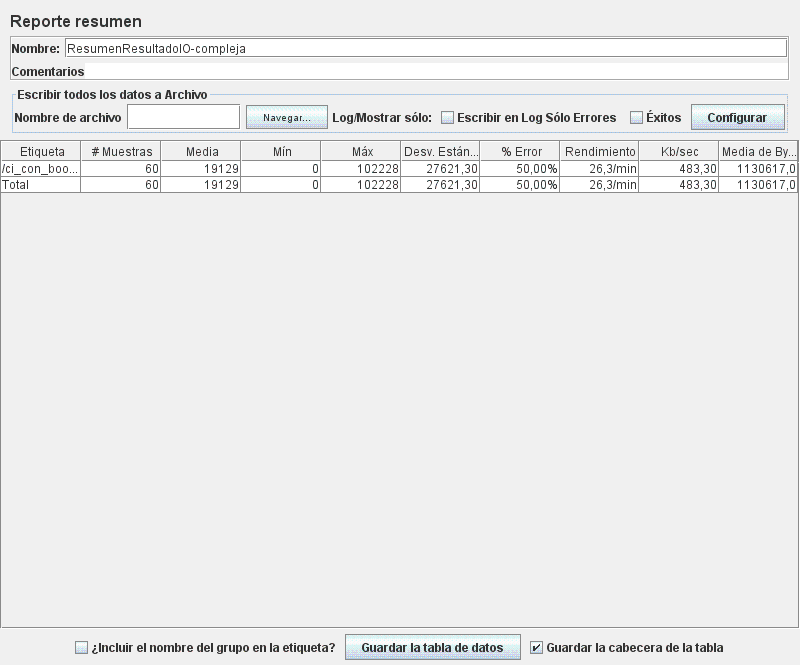 Reporte resumen
Nombre: ResumenResultadoIO-compleja
Comentarios
Escribir todos los datos a Archivo
Nombre de archivo Navegar... Log/Mostrar sólo: Escribir en Log Sólo Errores Éxitos Configurar
Etiqueta # Muestras Media Mín Máx Desv. Están... % Error Rendimiento Kb/sec Media de By...
/ci_con_boo... 60 19129 0 102228 27621,30 50,00% 26,3/min 483,30 1130617,0
Total 60 19129 0 102228 27621,30 50,00% 26,3/min 483,30 1130617,0
¿Incluir el nombre del grupo en la etiqueta? Guardar la tabla de datos Guardar la cabecera de la tabla